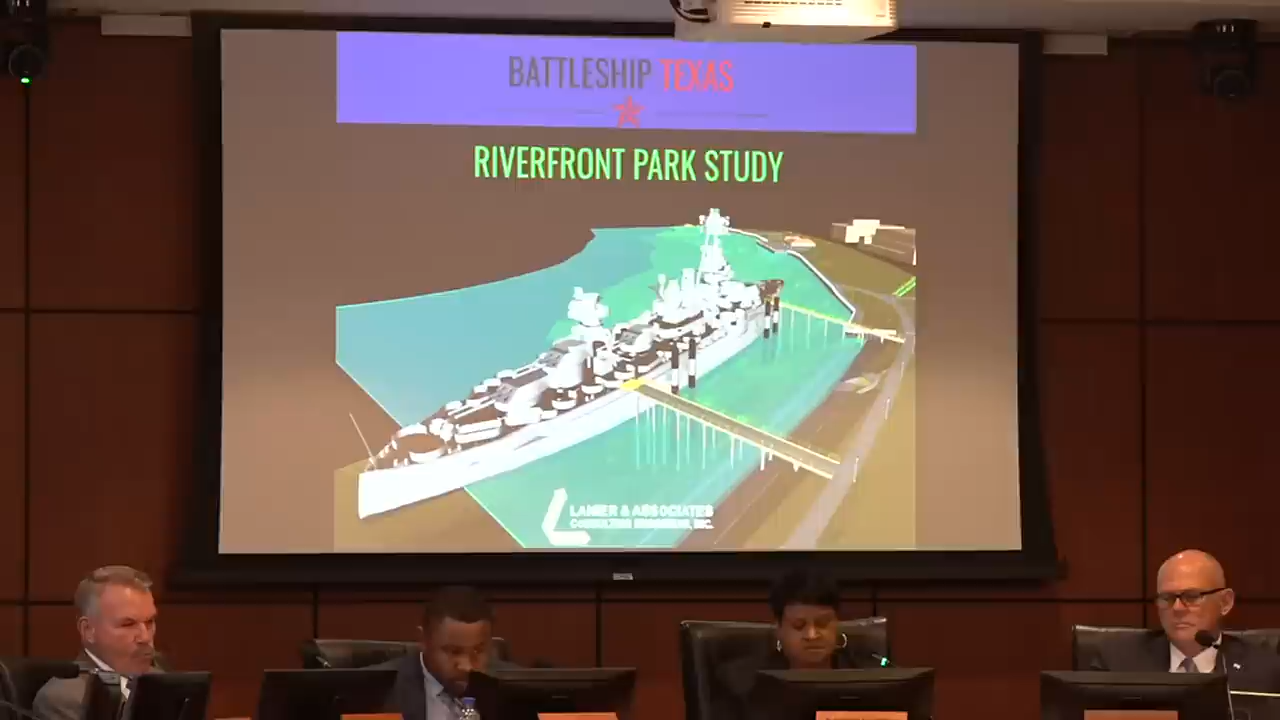 BATTLESHIP TEXAS
RIVERFRONT PARK STUDY
LANIER & ASSOCIATES
CONSULTING ENGINEERS, INC.